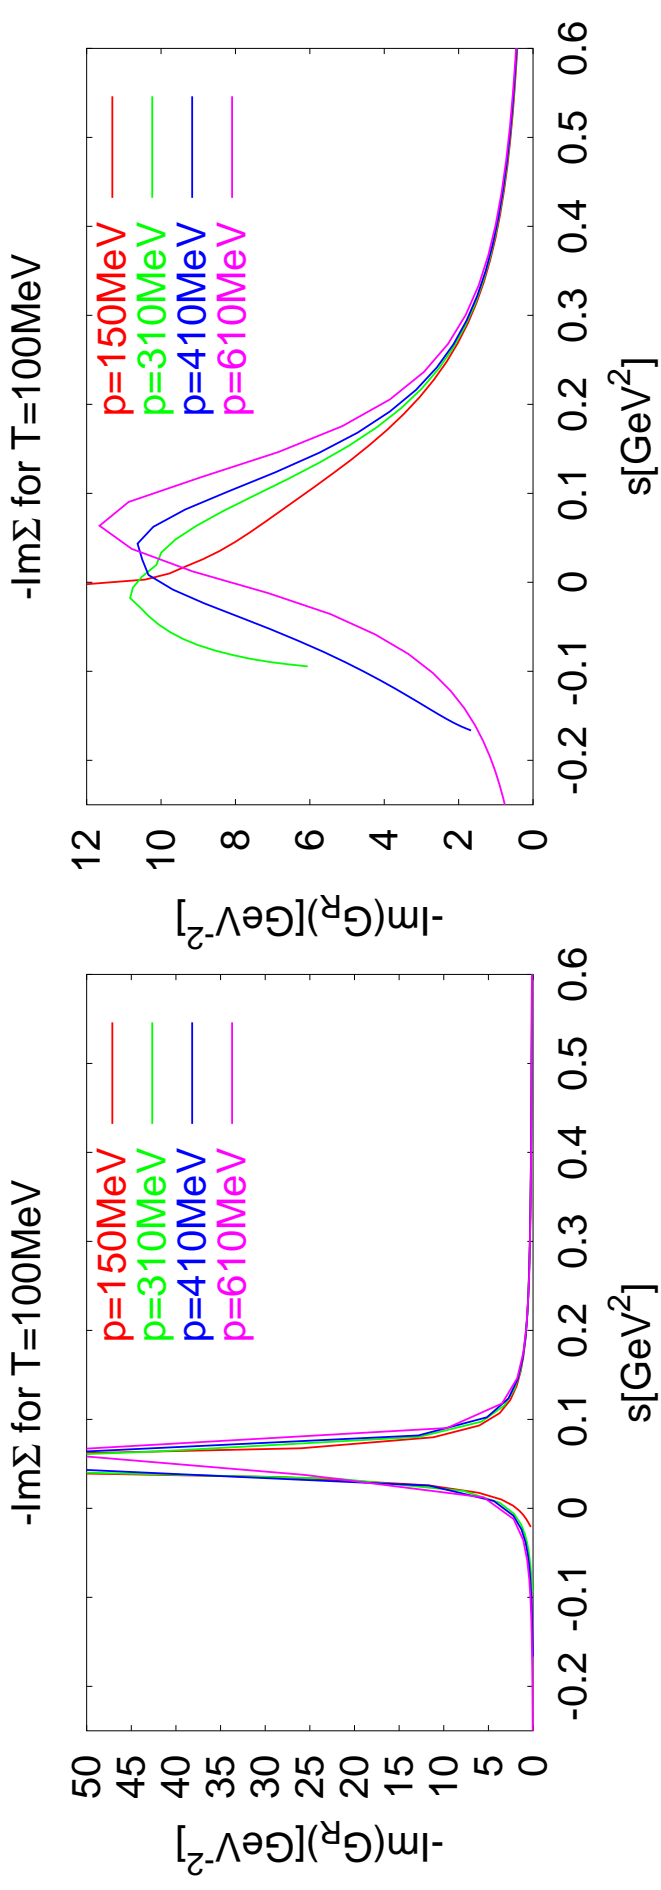 -ImΣ for T=100MeV
p=150MeV
p=310MeV
p=410MeV
p=610MeV
50
45
40
35
30
25
20
15
10
5
0
-Im(G_R)[GeV^-2]
-0.2 -0.1 0 0.1 0.2 0.3 0.4 0.5 0.6
s[GeV^2]
-ImΣ for T=100MeV
p=150MeV
p=310MeV
p=410MeV
p=610MeV
12
10
8
6
4
2
0
-Im(G_R)[GeV^-2]
-0.2 -0.1 0 0.1 0.2 0.3 0.4 0.5 0.6
s[GeV^2]